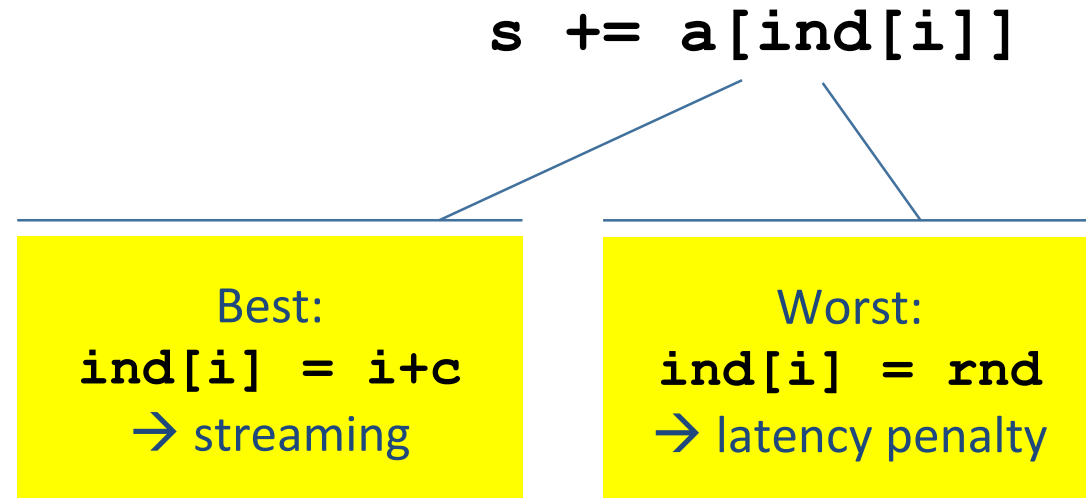 s += a[ind[i]]
Best:
ind[i] = i+c
→ streaming
Worst:
ind[i] = rnd
→ latency penalty